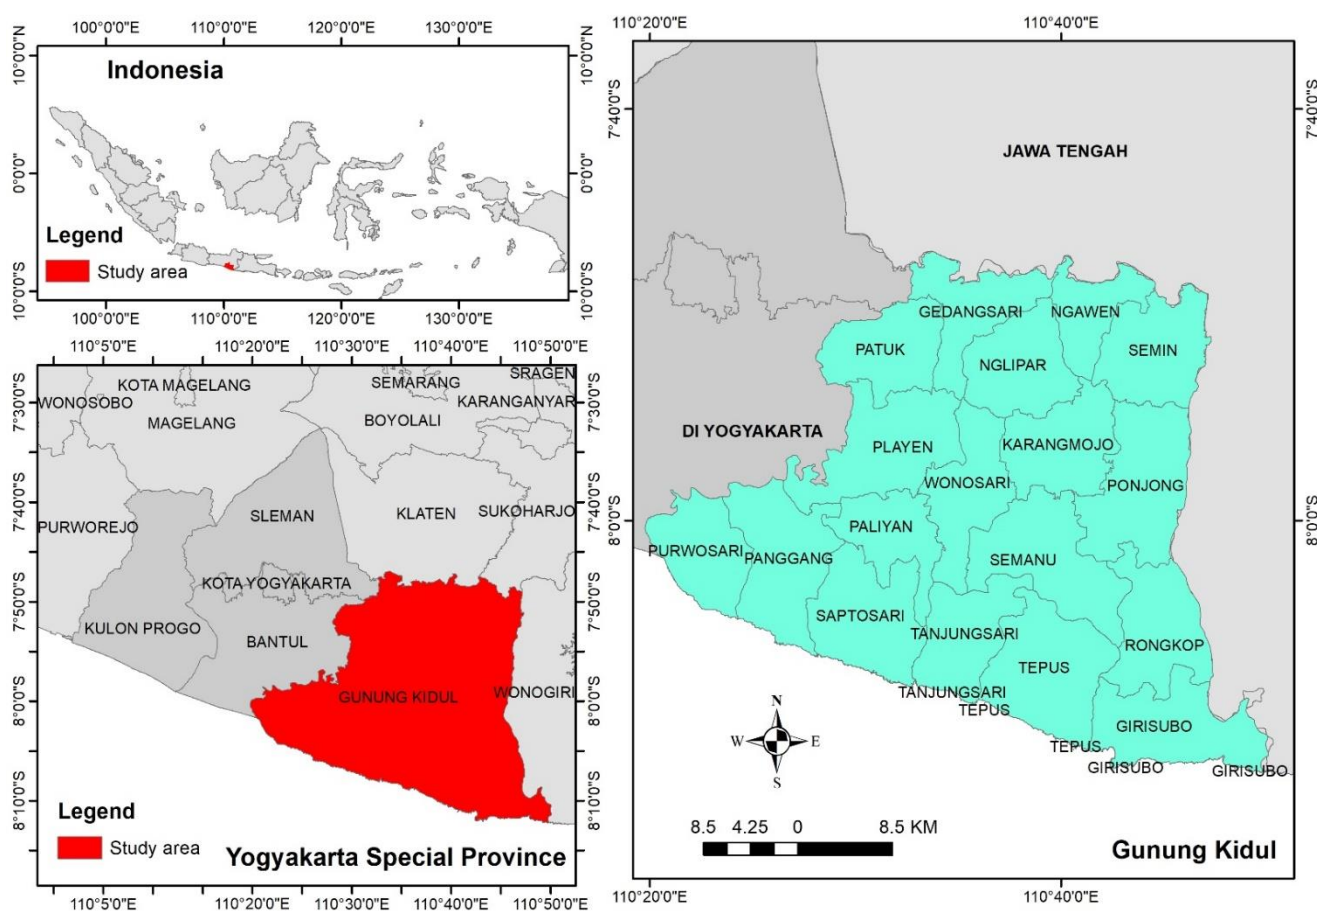 100°0'0"E 110°0'0"E 120°0'0"E 130°0'0"E
10°0'0"N
0°0'0"
10°0'0"S
Indonesia
Legend
Study area
10°0'0"N
0°0'0"
10°0'0"S
100°0'0"E 110°0'0"E 120°0'0"E 130°0'0"E
110°5'0"E 110°20'0"E 110°30'0"E 110°40'0"E 110°50'0"E
7°30'0"S
7°40'0"S
7°50'0"S
8°0'0"S
8°10'0"S
KOTA MAGELANG
SEMARANG
SRAGEN
WONOSOBO
KARANGANYAR
MAGELANG
BOYOLALI
PURWOREJO
SLEMAN
KLATEN
SUKOHARJO
KOTA YOGYAKARTA
KULON PROGO
BANTUL
GUNUNG KIDUL
WONOGIRI
Legend
Study area
Yogyakarta Special Province
7°30'0"S
7°40'0"S
7°50'0"S
8°0'0"S
8°10'0"S
110°5'0"E 110°20'0"E 110°30'0"E 110°40'0"E 110°50'0"E
110°20'0"E 110°40'0"E
7°40'0"S
8°0'0"S
JAWA TENGAH
GEDANGSARI
NGAWEN
PATUK
NGLIPAR
SEMIN
DI YOGYAKARTA
PLAYEN
KARANGMOJO
WONOSARI
PONJONG
PALIYAN
PURWOSARI
PANGGANG
SEMANU
SAPTOSARI
TANJUNGSARI
TEPUS
RONGKOP
TANJUNGSARI
TEPUS
GIRISUBO
TEPUS
GIRISUBO
GIRISUBO
N
W E
S
8.5 4.25 0 8.5 KM
Gunung Kidul
7°40'0"S
8°0'0"S
110°20'0"E 110°40'0"E